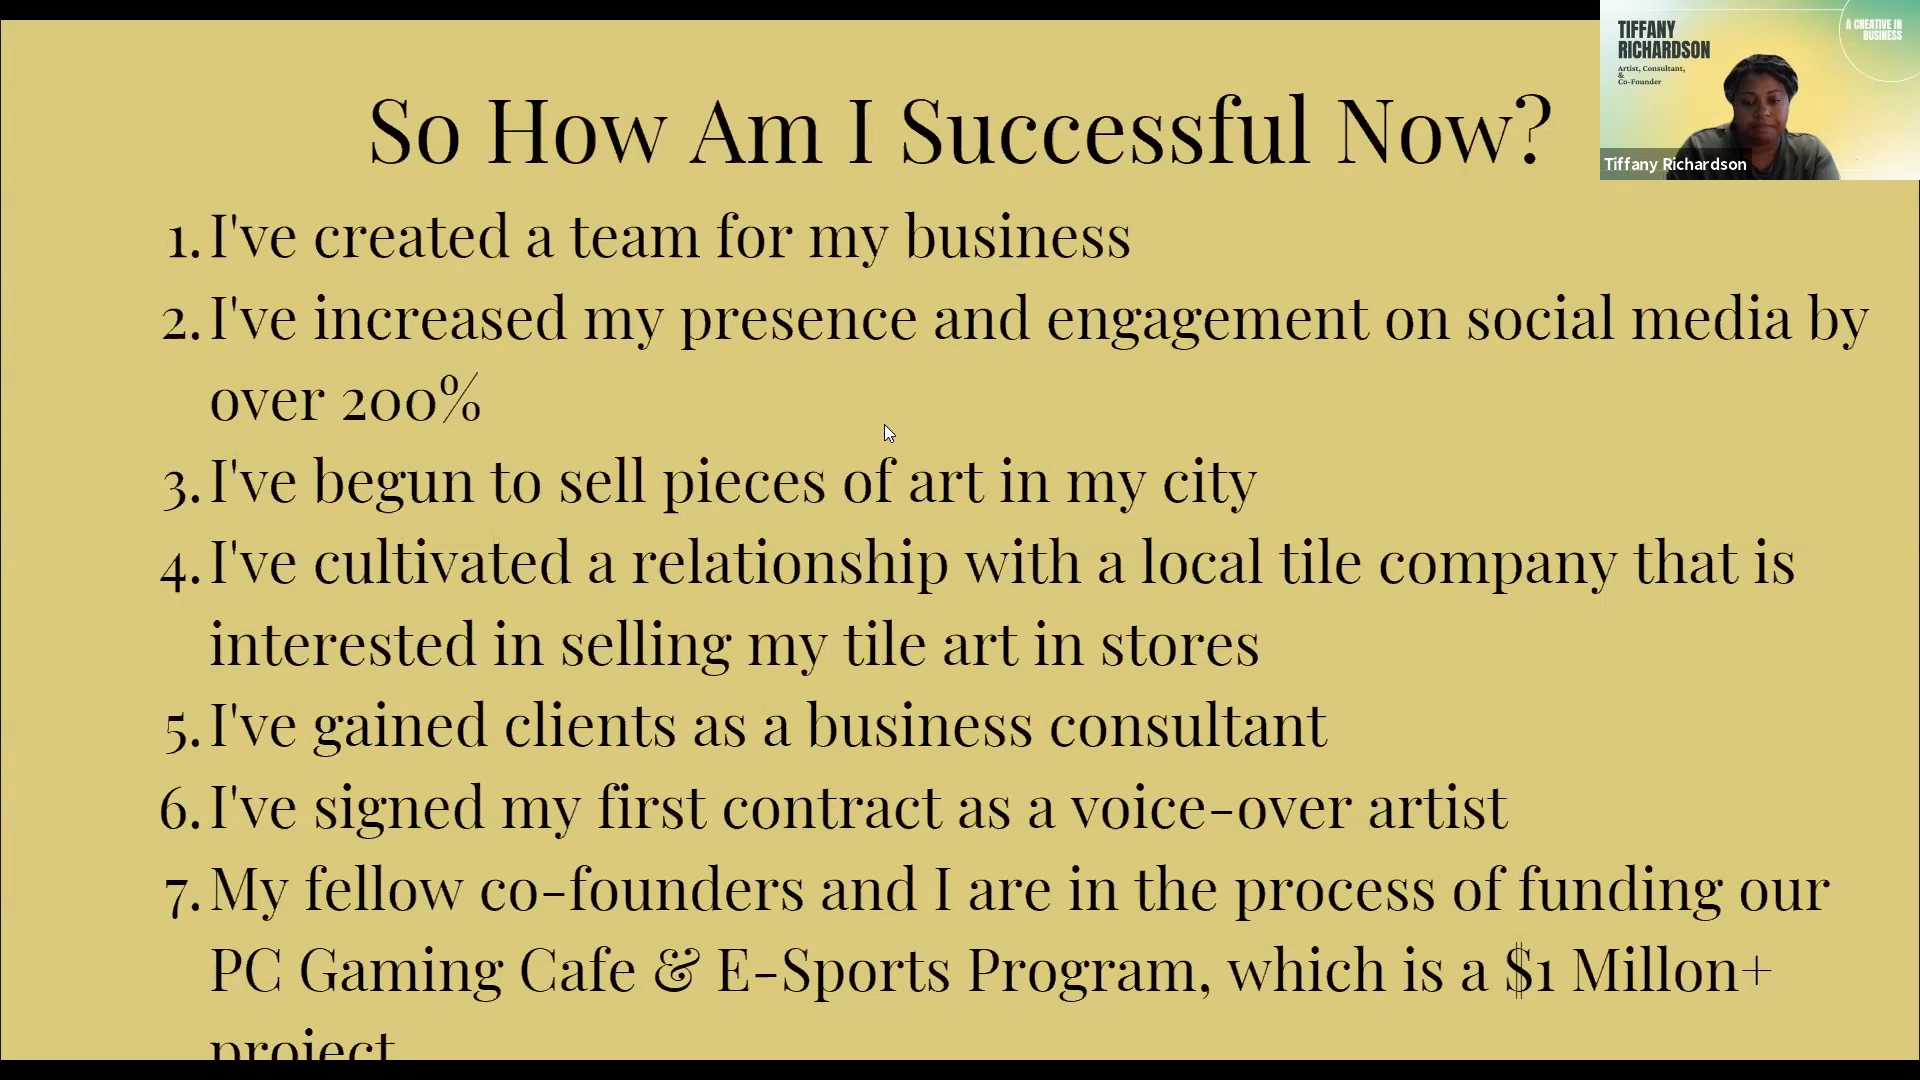 So How Am I Successful Now?
1. I've created a team for my business
2. I've increased my presence and engagement on social media by
over 200%
3. I've begun to sell pieces of art in my city
4. I've cultivated a relationship with a local tile company that is
interested in selling my tile art in stores
5. I've gained clients as a business consultant
6. I've signed my first contract as a voice-over artist
7. My fellow co-founders and I are in the process of funding our
PC Gaming Cafe & E-Sports Program, which is a $1 Millon+
project
TIFFANY
RICHARDSON
Artist, Consultant,
&
Co-Founder
A CREATIVE IN
BUSINESS
Tiffany Richardson